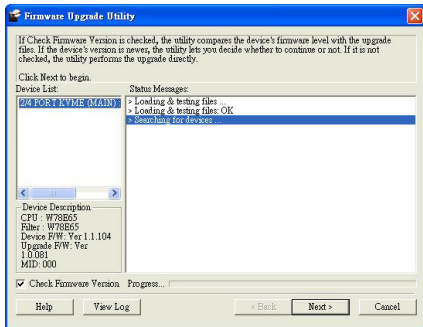 Firmware Upgrade Utility
If Check Firmware Version is checked, the utility compares the device's firmware level with the upgrade
files. If the device's version is newer, the utility lets you decide whether to continue or not. If it is not
checked, the utility performs the upgrade directly.
Click Next to begin.
Device List:
Status Messages:
2/4 PORT KVME (MAIN) :
> Loading & testing files ...
> Loading & testing files: OK
> Searching for devices ...
Device Description
CPU : W78E65
Filter : W78E65
Device F/W: Ver 1.1.104
Upgrade F/W: Ver
1.0.081
MID: 000
Check Firmware Version
Progress...
Help
View Log
< Back
Next >
Cancel